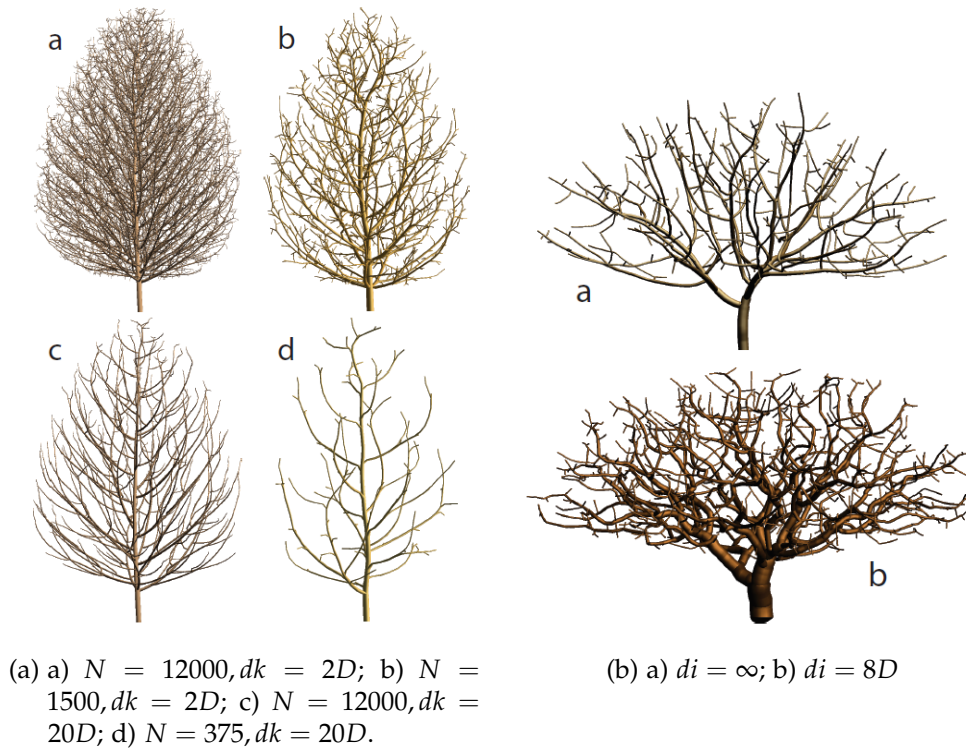 a
b
c
d
a
b
(a) a) N = 12000, dk = 2D; b) N =
1500, dk = 2D; c) N = 12000, dk =
20D; d) N = 375, dk = 20D.
(b) a) di = ∞; b) di = 8D